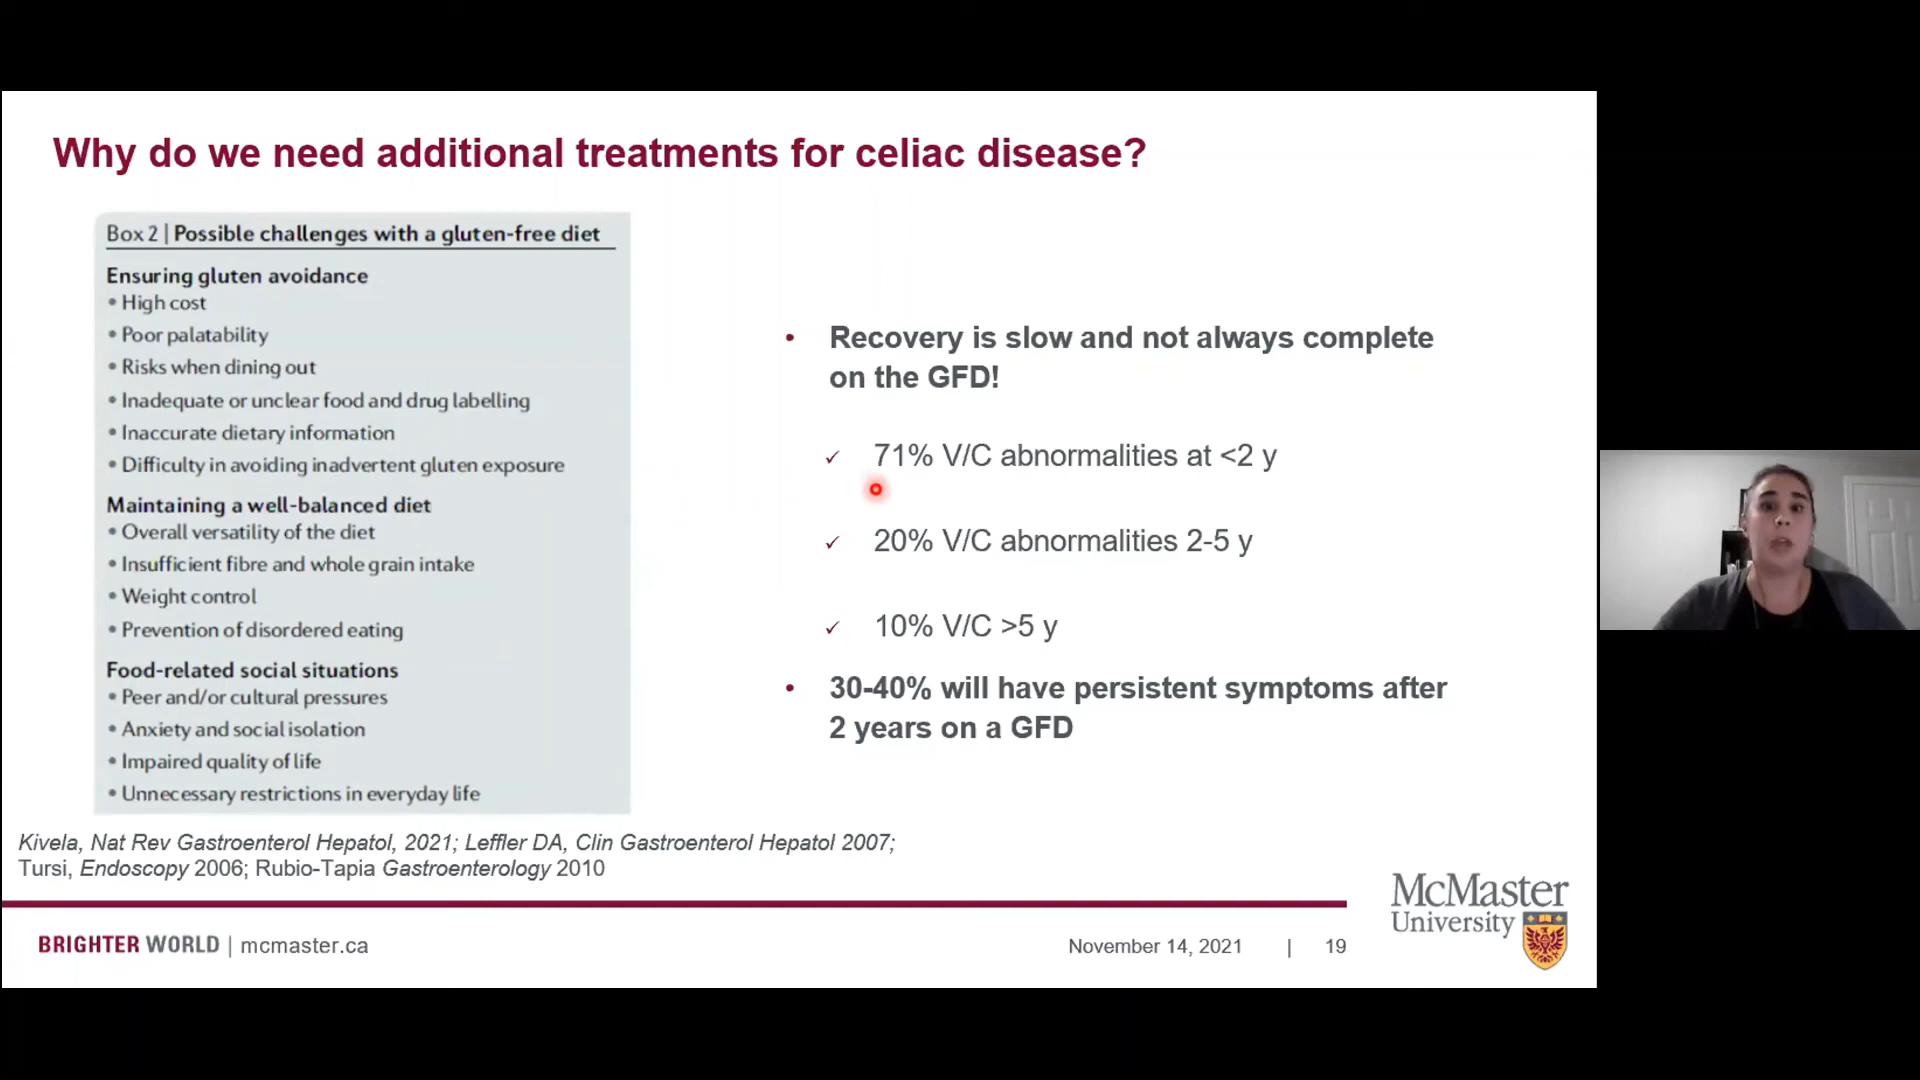 Why do we need additional treatments for celiac disease?
Box 2 | Possible challenges with a gluten-free diet
Ensuring gluten avoidance
• High cost
• Poor palatability
• Risks when dining out
• Inadequate or unclear food and drug labelling
• Inaccurate dietary information
• Difficulty in avoiding inadvertent gluten exposure
Maintaining a well-balanced diet
• Overall versatility of the diet
• Insufficient fibre and whole grain intake
• Weight control
• Prevention of disordered eating
Food-related social situations
• Peer and/or cultural pressures
• Anxiety and social isolation
• Impaired quality of life
• Unnecessary restrictions in everyday life
• Recovery is slow and not always complete
on the GFD!
✓ 71% V/C abnormalities at <2 y
✓ 20% V/C abnormalities 2-5 y
✓ 10% V/C >5 y
• 30-40% will have persistent symptoms after
2 years on a GFD
Kivela, Nat Rev Gastroenterol Hepatol, 2021; Leffler DA, Clin Gastroenterol Hepatol 2007;
Tursi, Endoscopy 2006; Rubio-Tapia Gastroenterology 2010
BRIGHTER WORLD | mcmaster.ca
November 14, 2021 | 19
McMaster
University